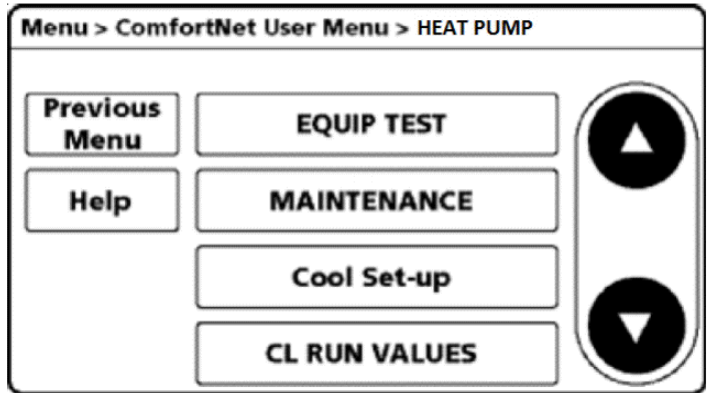 Menu > ComfortNet User Menu > HEAT PUMP
Previous
Menu
EQUIP TEST
Help
MAINTENANCE
Cool Set-up
CL RUN VALUES